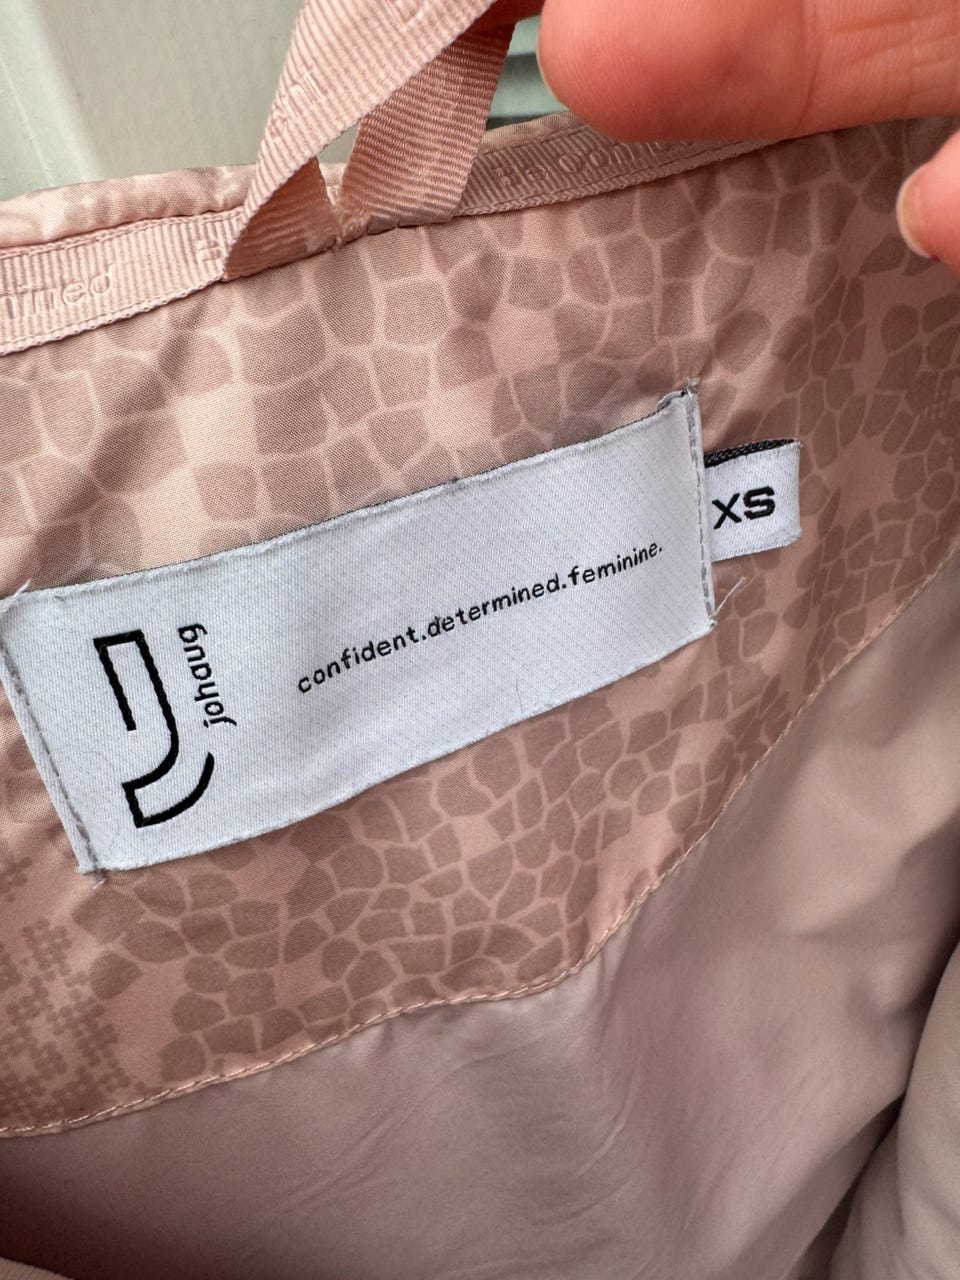 johaug
confident.determined.feminine.
XS